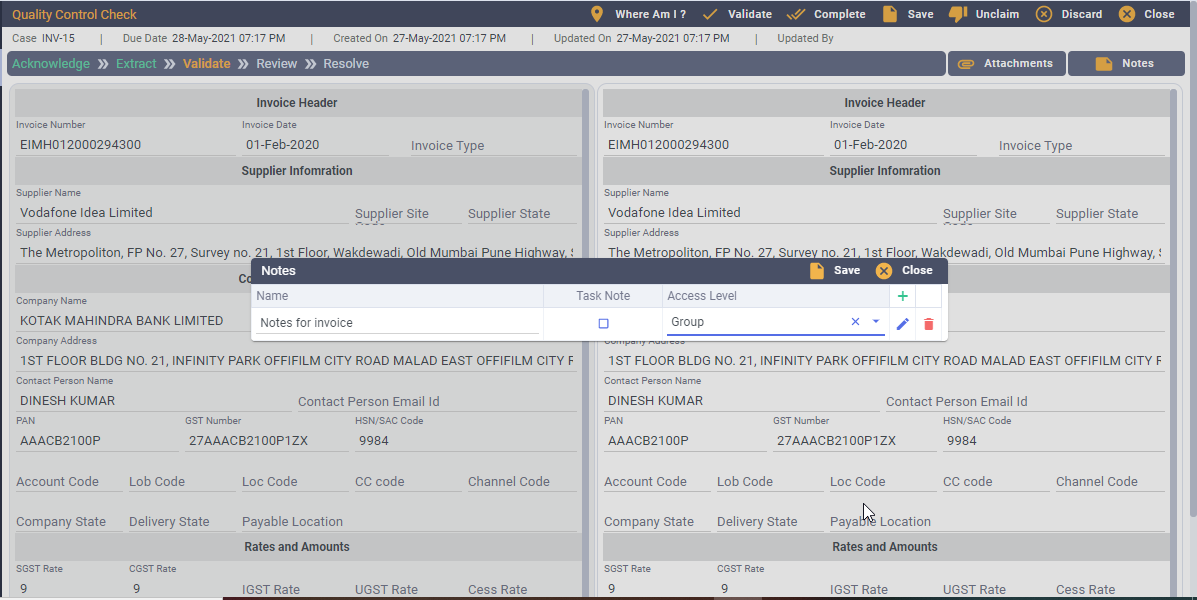 Quality Control Check Where Am I ? Validate Complete Save Unclaim Discard Close
Case INV-15 | Due Date 28-May-2021 07:17 PM | Created On 27-May-2021 07:17 PM | Updated On 27-May-2021 07:17 PM | Updated By
Acknowledge Extract Validate Review Resolve Attachments Notes
Invoice Header Invoice Header
Invoice Number Invoice Date Invoice Number Invoice Date
EIMH012000294300 01-Feb-2020 Invoice Type EIMH012000294300 01-Feb-2020 Invoice Type
Supplier Infomration Supplier Infomration
Supplier Name Supplier Name
Vodafone Idea Limited Supplier Site Supplier State Vodafone Idea Limited Supplier Site Supplier State
Supplier Address Supplier Address
The Metropoliton, FP No. 27, Survey no. 21, 1st Floor, Wakdewadi, Old Mumbai Pune Highway, The Metropoliton, FP No. 27, Survey no. 21, 1st Floor, Wakdewadi, Old Mumbai Pune Highway,
Notes Save Close
Name Task Note Access Level
Notes for invoice Group
Company Name
KOTAK MAHINDRA BANK LIMITED
Company Address Company Address
1ST FLOOR BLDG NO. 21, INFINITY PARK OFFIFILM CITY ROAD MALAD EAST OFFIFILM CITY F 1ST FLOOR BLDG NO. 21, INFINITY PARK OFFIFILM CITY ROAD MALAD EAST OFFIFILM CITY F
Contact Person Name Contact Person Name
DINESH KUMAR Contact Person Email Id DINESH KUMAR Contact Person Email Id
PAN GST Number HSN/SAC Code PAN GST Number HSN/SAC Code
AAACB2100P 27AAACB2100P1ZX 9984 AAACB2100P 27AAACB2100P1ZX 9984
Account Code Lob Code Loc Code CC code Channel Code Account Code Lob Code Loc Code CC code Channel Code
Company State Delivery State Payable Location Company State Delivery State Payable Location
Rates and Amounts Rates and Amounts
SGST Rate CGST Rate SGST Rate CGST Rate
9 9 IGST Rate UGST Rate Cess Rate 9 9 IGST Rate UGST Rate Cess Rate